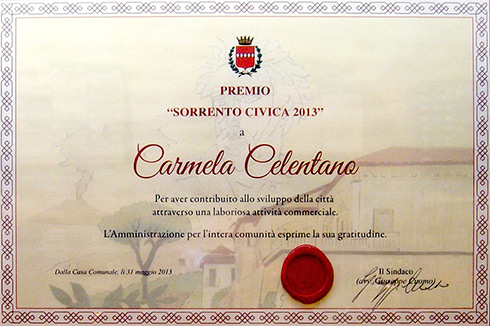 PREMIO
“SORRENTO CIVICA 2013”
a
Carmela Celentano
Per aver contribuito allo sviluppo della città
attraverso una laboriosa attività commerciale.
L’Amministrazione per l’intera comunità esprime la sua gratitudine.
Dalla Casa Comunale, lì 31 maggio 2013
Il Sindaco
(avv. Giuseppe Cuomo)